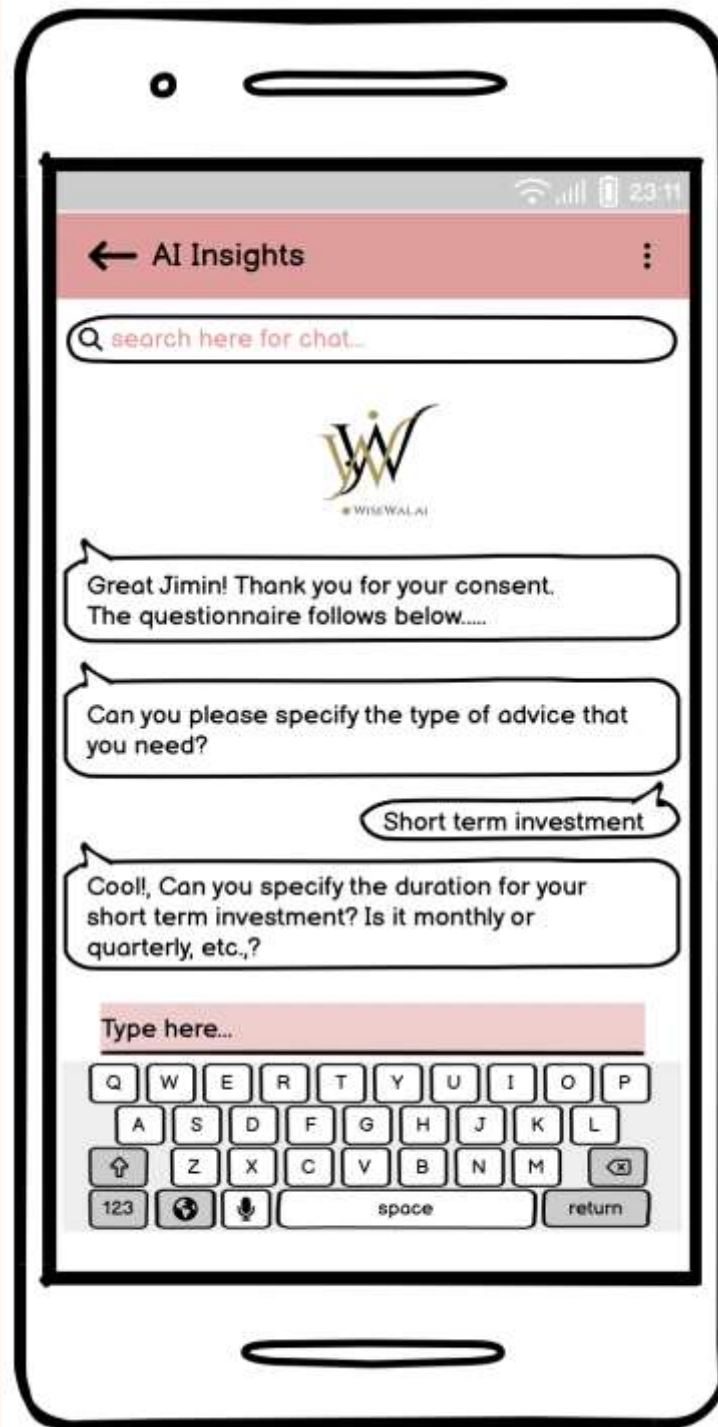 23:11
AI Insights
search here for chat...
WISEWAL.AI
Great Jimin! Thank you for your consent.
The questionnaire follows below.....
Can you please specify the type of advice that
you need?
Short term investment
Cool!, Can you specify the duration for your
short term investment? Is it monthly or
quarterly, etc.,?
Type here...
Q W E R T Y U I O P
A S D F G H J K L
Z X C V B N M
123 space return